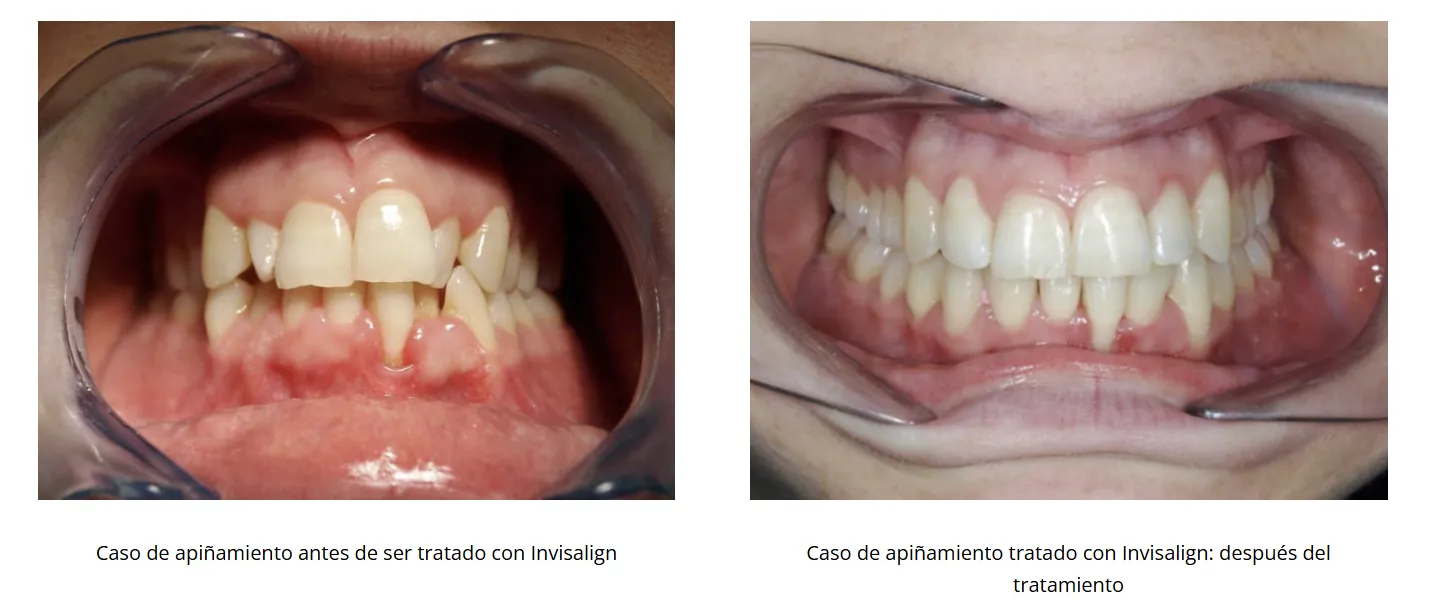 Caso de apiñamiento antes de ser tratado con Invisalign
Caso de apiñamiento tratado con Invisalign: después del
tratamiento